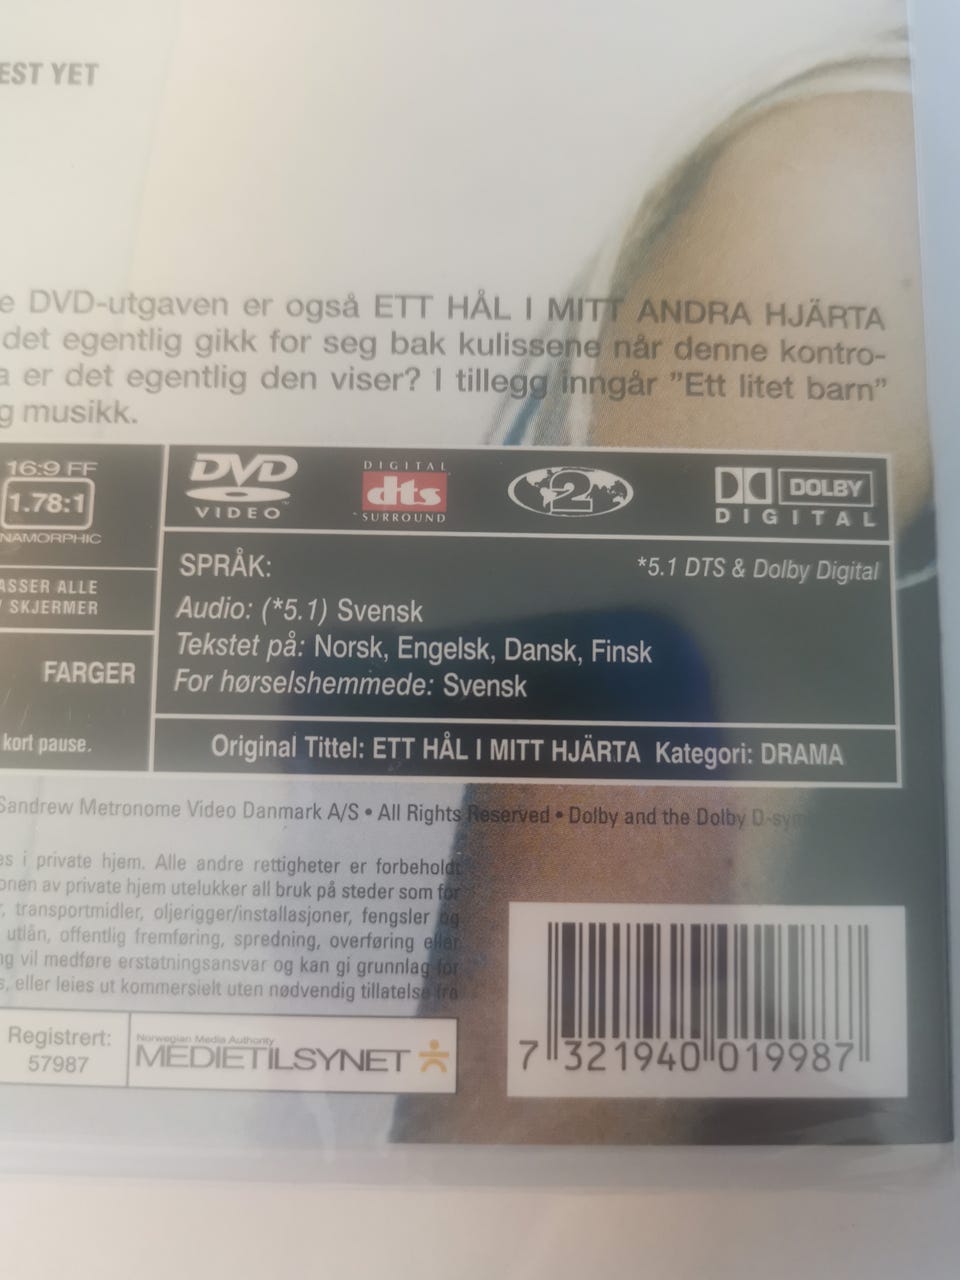 EST YET
e DVD-utgaven er også ETT HÅL I MITT ANDRA HJÄRTA
det egentlig gikk for seg bak kulissene når denne kontro-
a er det egentlig den viser? I tillegg inngår ”Ett litet barn”
g musikk.
16:9 FF
1.78:1
NAMORPHIC
ASSER ALLE
SKJERMER
FARGER
kort pause.
DVD
VIDEO
DIGITAL
dts
SURROUND
2
DOLBY
DIGITAL
SPRÅK:
*5.1 DTS & Dolby Digital
Audio: (*5.1) Svensk
Tekstet på: Norsk, Engelsk, Dansk, Finsk
For hørselshemmede: Svensk
Original Tittel: ETT HÅL I MITT HJÄRTA Kategori: DRAMA
Sandrew Metronome Video Danmark A/S • All Rights Reserved • Dolby and the Dolby D-sym
es i private hjem. Alle andre rettigheter er forbeholdt
onen av private hjem utelukker all bruk på steder som for
, transportmidler, oljerigger/installasjoner, fengsler og
utlån, offentlig fremføring, spredning, overføring eller
ng vil medføre erstatningsansvar og kan gi grunnlag for
s, eller leies ut kommersielt uten nødvendig tillatelse fra
Registrert:
57987
Norwegian Media Authority
MEDIETILSYNET
7 321940 019987